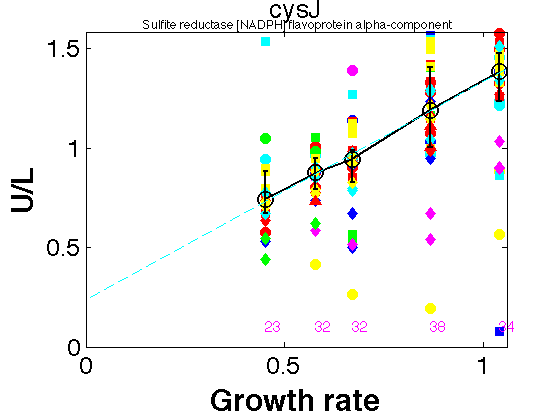 cysJ
Sulfite reductase [NADPH] flavoprotein alpha-component
U/L
1.5
1
0.5
0
23 32 32 38 34
0 0.5 1
Growth rate